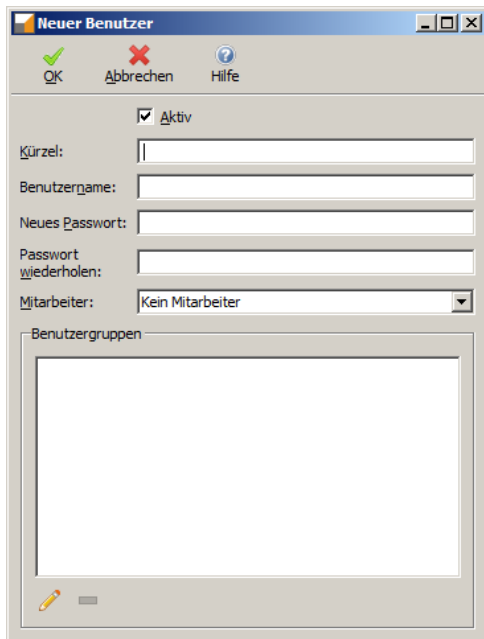 Neuer Benutzer
OK Abbrechen Hilfe
Aktiv
Kürzel:
Benutzername:
Neues Passwort:
Passwort
wiederholen:
Mitarbeiter: Kein Mitarbeiter
Benutzergruppen